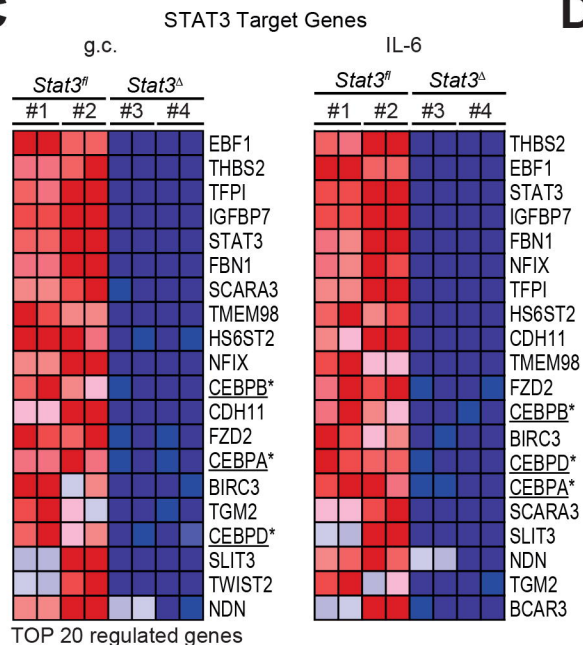 C
D
STAT3 Target Genes
g.c.
Stat3fl Stat3Δ
#1 #2 #3 #4
EBF1
THBS2
TFPI
IGFBP7
STAT3
FBN1
SCARA3
TMEM98
HS6ST2
NFIX
CEBPB*
CDH11
FZD2
CEBPA*
BIRC3
TGM2
CEBPD*
SLIT3
TWIST2
NDN
TOP 20 regulated genes
IL-6
Stat3fl Stat3Δ
#1 #2 #3 #4
THBS2
EBF1
STAT3
IGFBP7
FBN1
NFIX
TFPI
HS6ST2
CDH11
TMEM98
FZD2
CEBPB*
BIRC3
CEBPD*
CEBPA*
SCARA3
SLIT3
NDN
TGM2
BCAR3